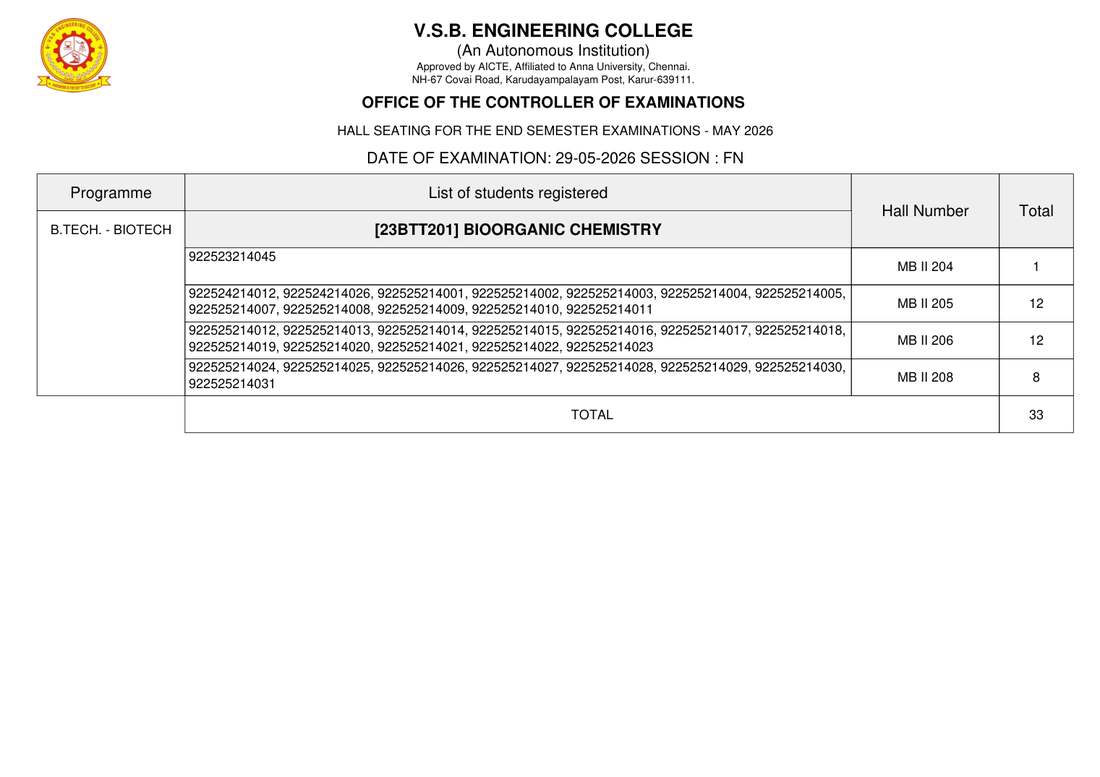 V.S.B. ENGINEERING COLLEGE
(An Autonomous Institution)
Approved by AICTE, Affiliated to Anna University, Chennai.
NH-67 Covai Road, Karudayampalayam Post, Karur-639111.
OFFICE OF THE CONTROLLER OF EXAMINATIONS
HALL SEATING FOR THE END SEMESTER EXAMINATIONS - MAY 2026
DATE OF EXAMINATION: 29-05-2026 SESSION : FN
Programme List of students registered Hall Number Total
B.TECH. - BIOTECH [23BTT201] BIOORGANIC CHEMISTRY
922523214045 MB II 204 1
922524214012, 922524214026, 922525214001, 922525214002, 922525214003, 922525214004, 922525214005,
922525214007, 922525214008, 922525214009, 922525214010, 922525214011 MB II 205 12
922525214012, 922525214013, 922525214014, 922525214015, 922525214016, 922525214017, 922525214018,
922525214019, 922525214020, 922525214021, 922525214022, 922525214023 MB II 206 12
922525214024, 922525214025, 922525214026, 922525214027, 922525214028, 922525214029, 922525214030,
922525214031 MB II 208 8
TOTAL 33